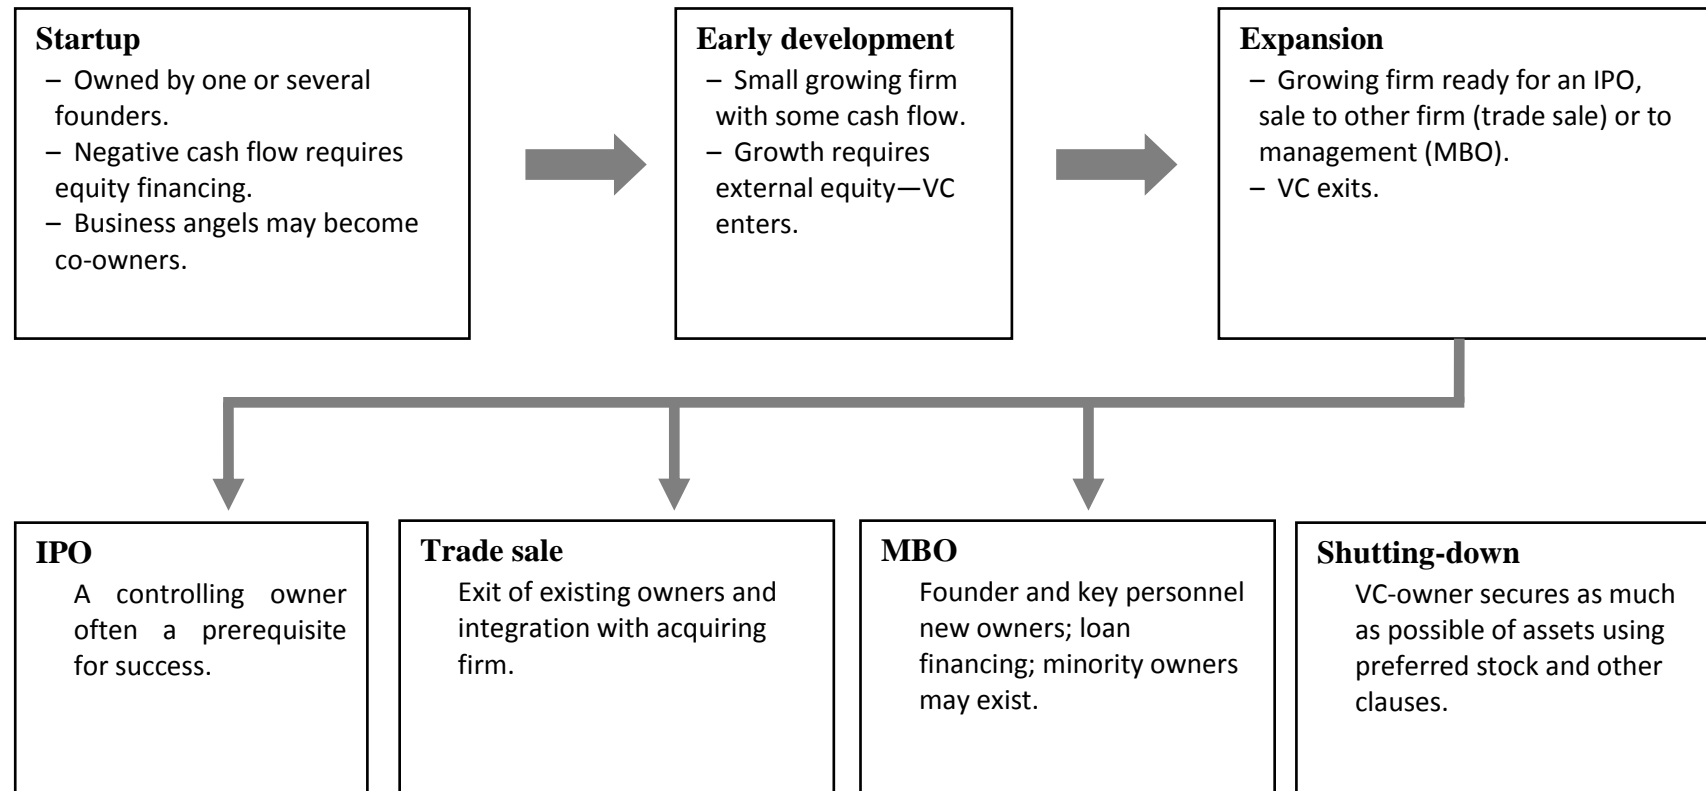 Startup
– Owned by one or several
founders.
– Negative cash flow requires
equity financing.
– Business angels may become
co-owners.
Early development
– Small growing firm
with some cash flow.
– Growth requires
external equity—VC
enters.
Expansion
– Growing firm ready for an IPO,
sale to other firm (trade sale) or to
management (MBO).
– VC exits.
IPO
A controlling owner
often a prerequisite
for success.
Trade sale
Exit of existing owners and
integration with acquiring
firm.
MBO
Founder and key personnel
new owners; loan
financing; minority owners
may exist.
Shutting-down
VC-owner secures as much
as possible of assets using
preferred stock and other
clauses.